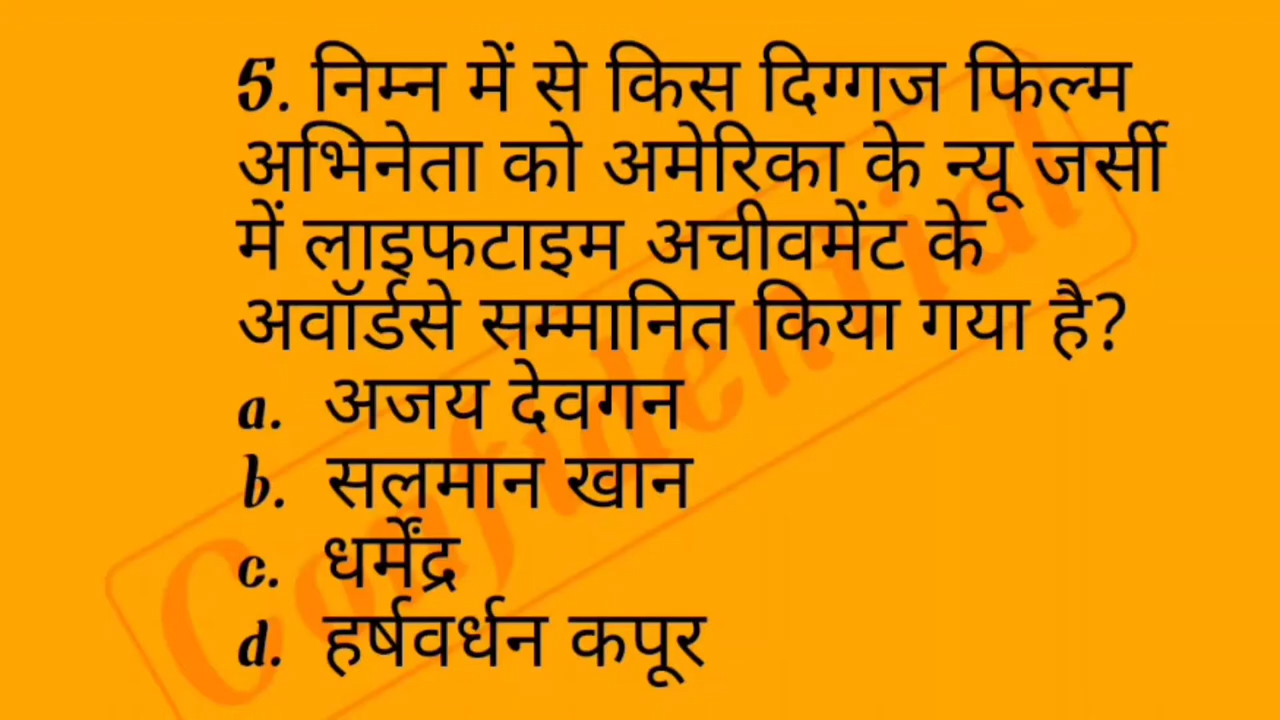 5. निम्न में से किस दिग्गज फिल्म
अभिनेता को अमेरिका के न्यू जर्सी
में लाइफटाइम अचीवमेंट के
अवॉर्डसे सम्मानित किया गया है?
a. अजय देवगन
b. सलमान खान
c. धर्मेंद्र
d. हर्षवर्धन कपूर
Confidential